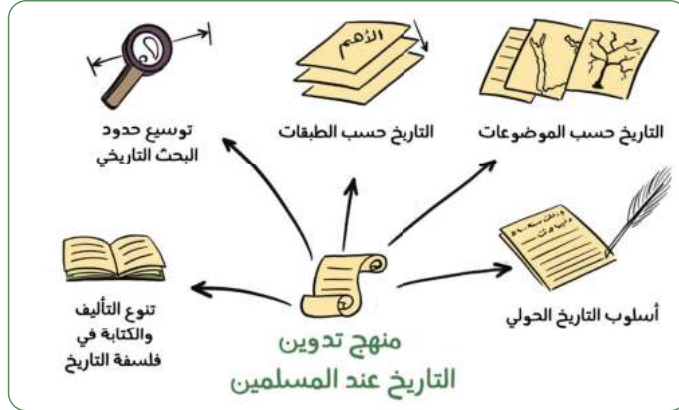 الأهم
توسيع حدود
البحث التاريخي
التاريخ حسب الطبقات
التاريخ حسب الموضوعات
أسلوب التاريخ الحولي
تنوع التأليف
والكتابة في
فلسفة التاريخ
منهج تدوين
التاريخ عند المسلمين